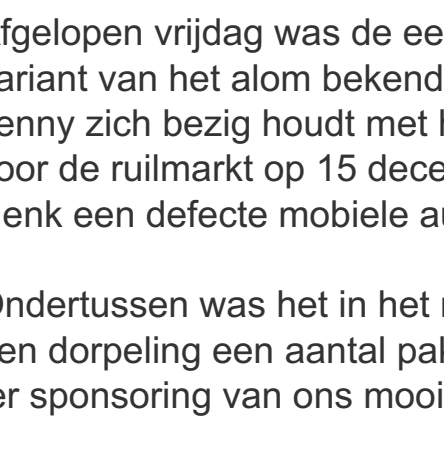 fgelopen vrijdag was de ee
ariant van het alom bekend
enny zich bezig houdt met h
oor de ruilmarkt op 15 dece
enk een defecte mobiele au
Ondertussen was het in het
en dorpeling een aantal pak
er sponsoring van ons mooi